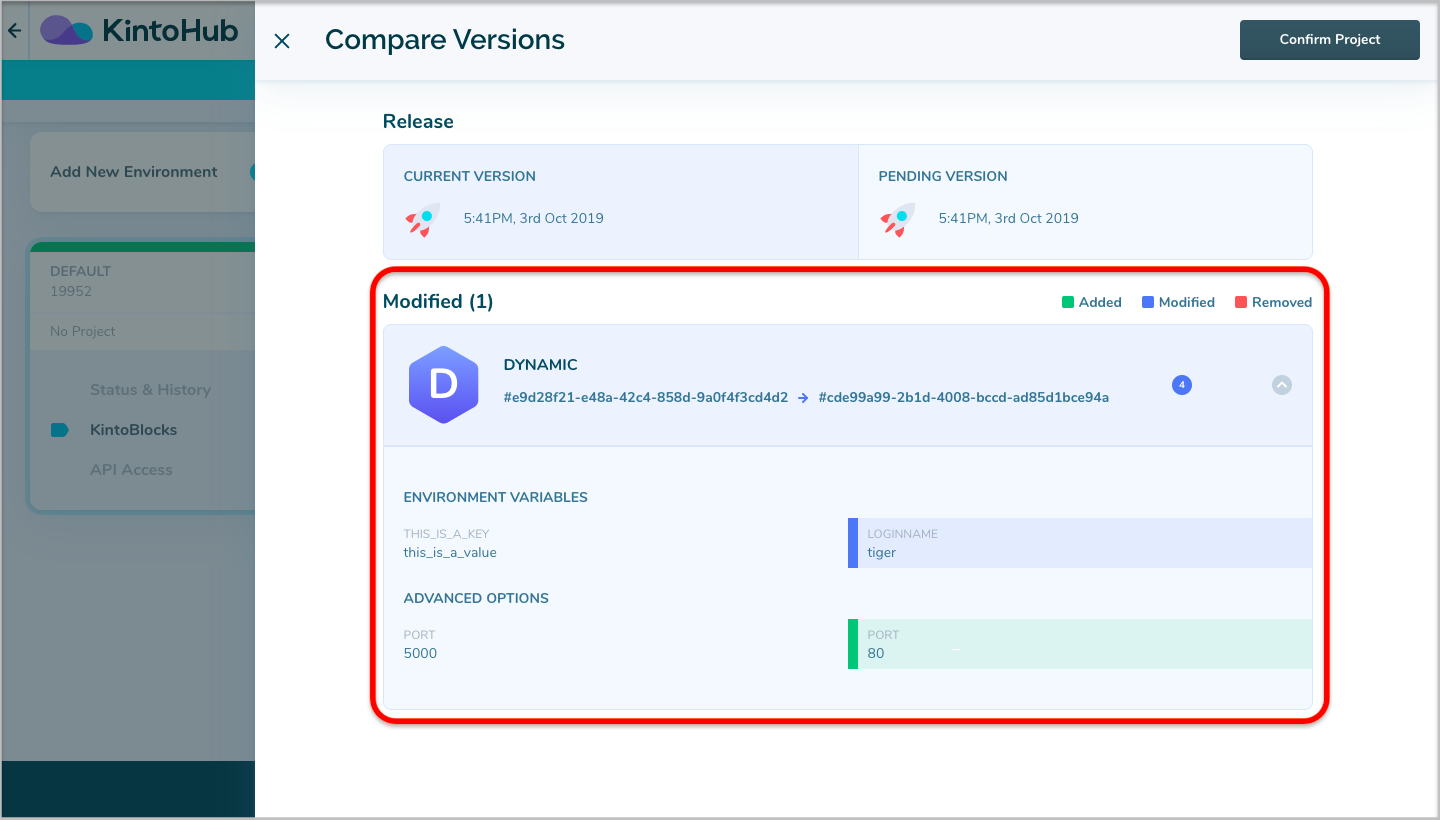 KintoHub
Compare Versions
Confirm Project
Add New Environment
DEFAULT
19952
No Project
Status & History
KintoBlocks
API Access
Release
CURRENT VERSION
5:41PM, 3rd Oct 2019
PENDING VERSION
5:41PM, 3rd Oct 2019
Modified (1)
Added
Modified
Removed
D
DYNAMIC
#e9d28f21-e48a-42c4-858d-9a0f4f3cd4d2 → #cde99a99-2b1d-4008-bccd-ad85d1bce94a
4
ENVIRONMENT VARIABLES
THIS_IS_A_KEY
this_is_a_value
LOGINNAME
tiger
ADVANCED OPTIONS
PORT
5000
PORT
80